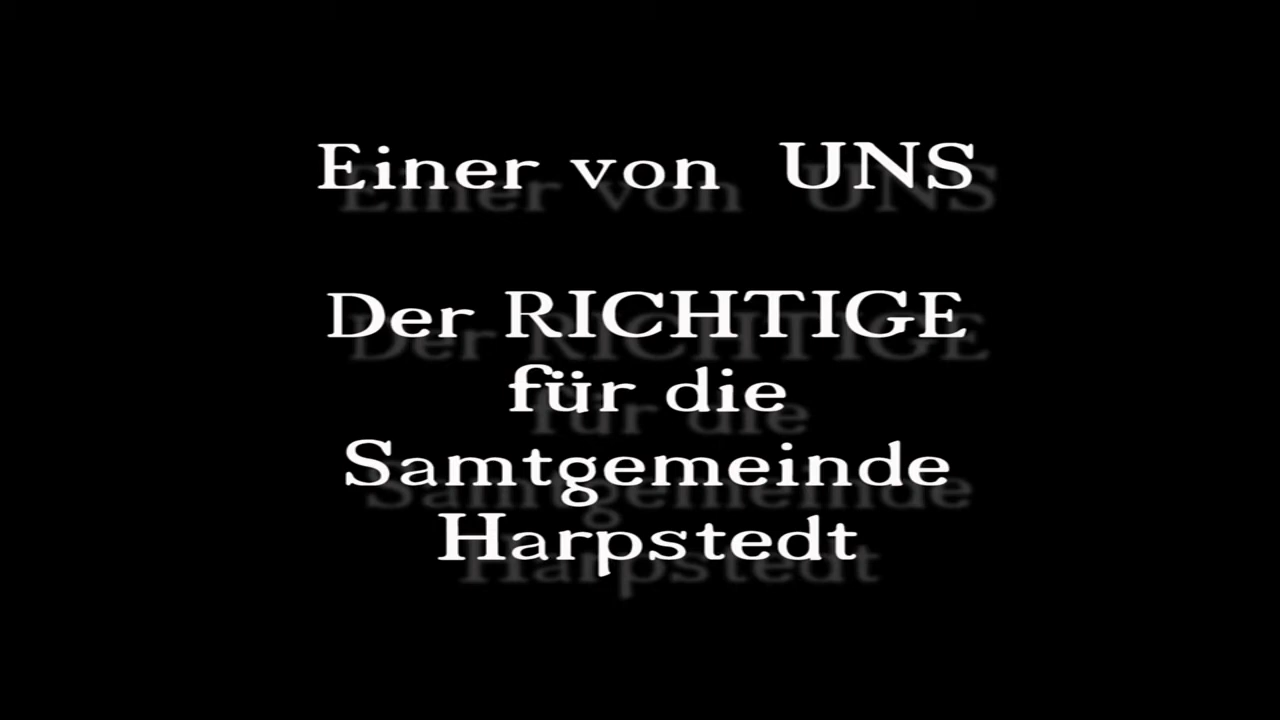 Einer von UNS
Der RICHTIGE
für die
Samtgemeinde
Harpstedt